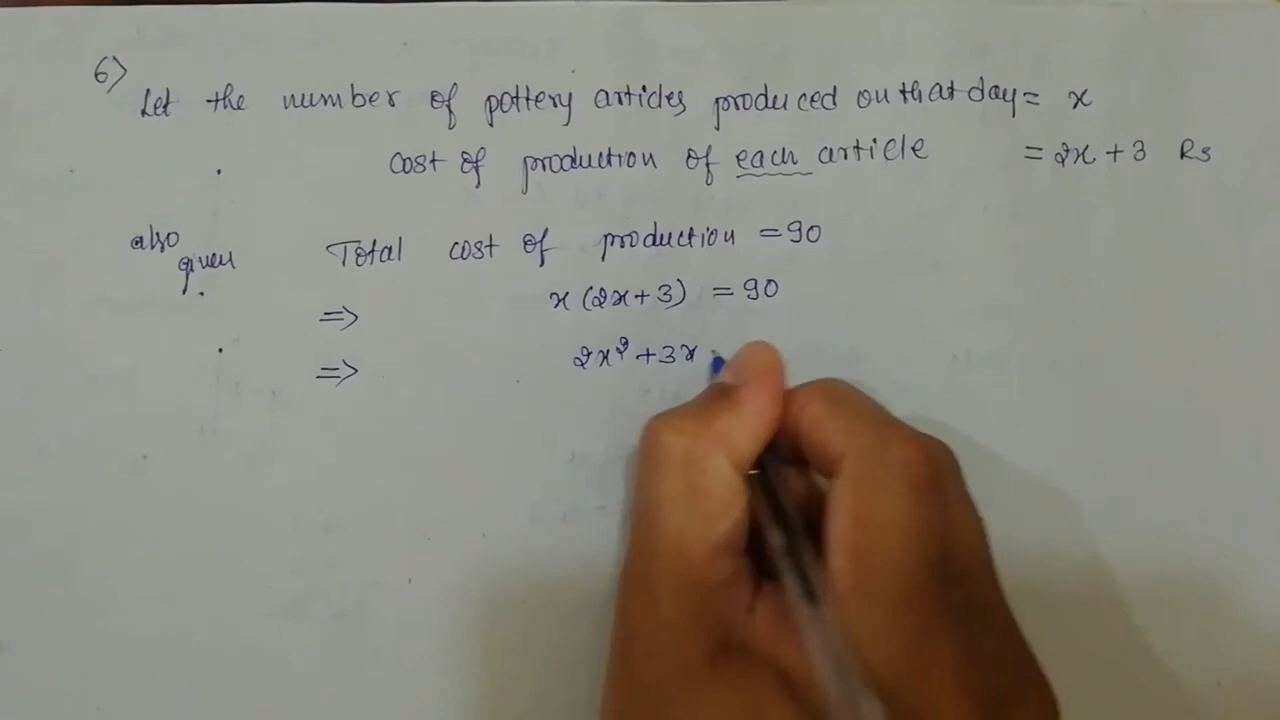 6)
Let the number of pottery articles produced on that day = x
cost of production of each article = 2x + 3 Rs
also given Total cost of production = 90
=> x (2x + 3) = 90
=> 2x² + 3x